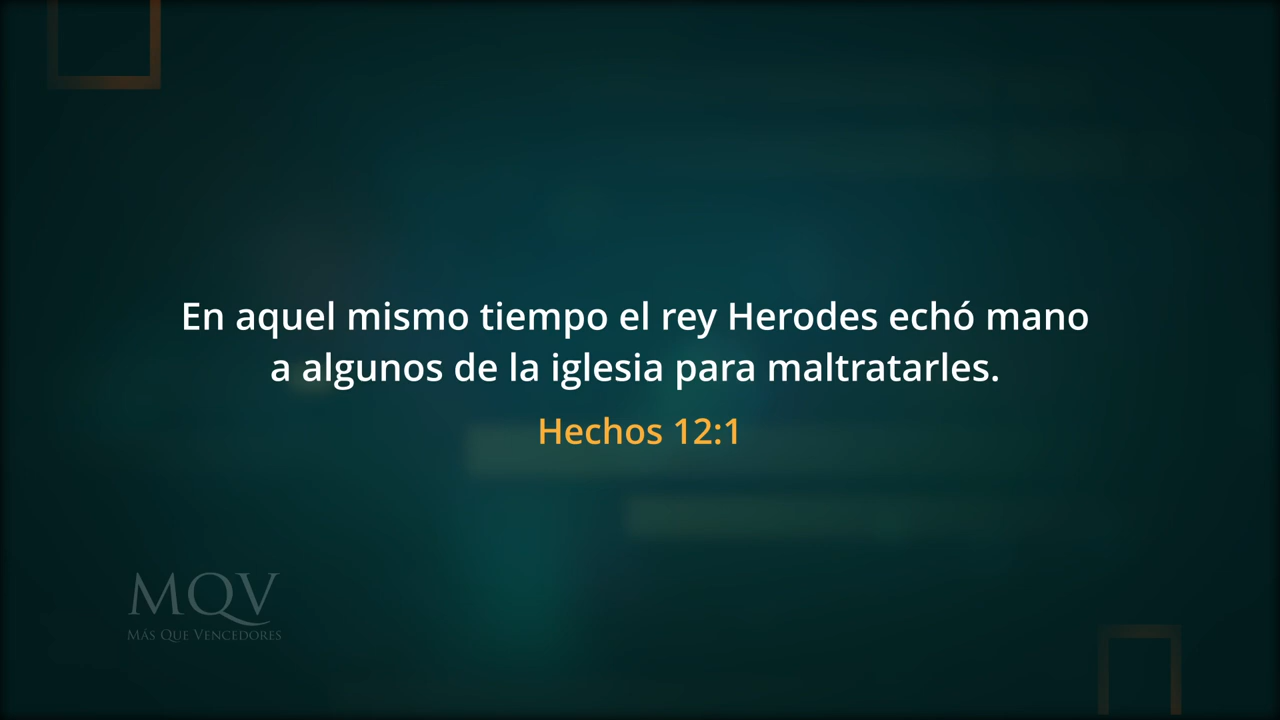 En aquel mismo tiempo el rey Herodes echó mano
a algunos de la iglesia para maltratarles.
Hechos 12:1
MQV
MÁS QUE VENCEDORES